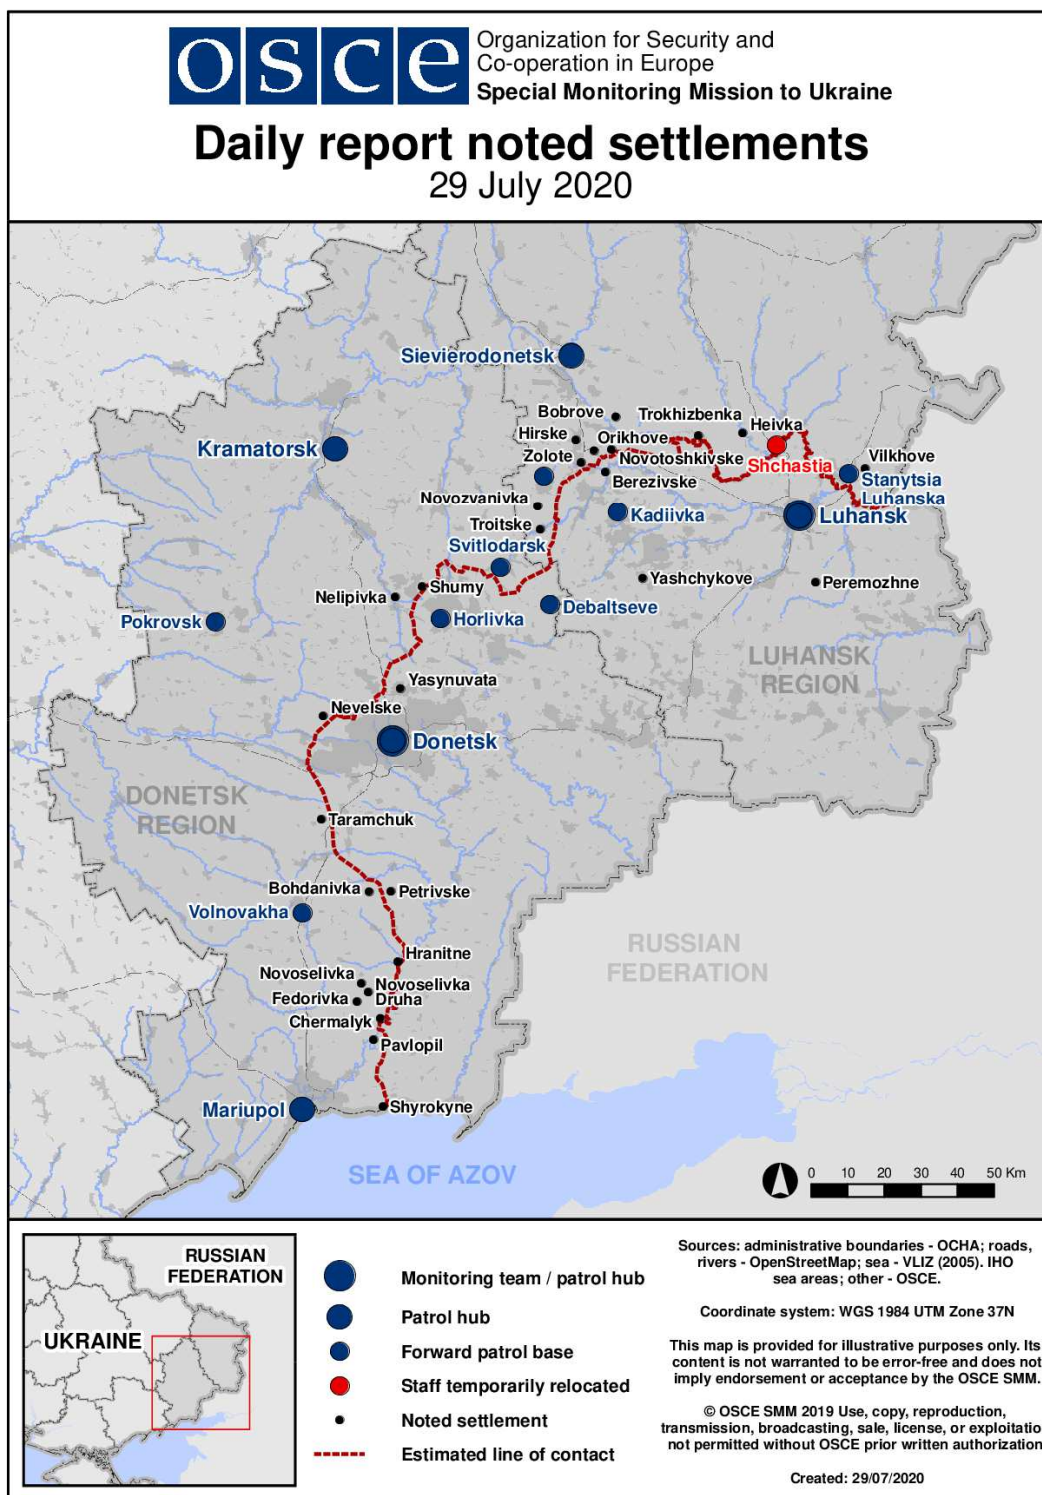 osce
Organization for Security and
Co-operation in Europe
Special Monitoring Mission to Ukraine
Daily report noted settlements
29 July 2020
Sievierodonetsk
Bobrove
Trokhizbenka
Heivka
Hirske
Orikhove
Kramatorsk
Zolote
Novotoshkivske
Shchastia
Vilkhove
Berezivske
Stanytsia
Luhanska
Novozvanivka
Kadiivka
Luhansk
Troitske
Svitlodarsk
Yashchykove
Peremozhne
Shumy
Nelipivka
Debaltseve
Pokrovsk
Horlivka
LUHANSK
REGION
Yasynuvata
Nevelske
Donetsk
DONETSK
REGION
Taramchuk
Bohdanivka
Petrivske
Volnovakha
RUSSIAN
FEDERATION
Hranitne
Novoselivka
Novoselivka
Druha
Fedorivka
Chermalyk
Pavlopil
Mariupol
Shyrokyne
SEA OF AZOV
0 10 20 30 40 50 Km
RUSSIAN
FEDERATION
UKRAINE
Monitoring team / patrol hub
Patrol hub
Forward patrol base
Staff temporarily relocated
Noted settlement
Estimated line of contact
Sources: administrative boundaries - OCHA; roads,
rivers - OpenStreetMap; sea - VLIZ (2005). IHO
sea areas; other - OSCE.
Coordinate system: WGS 1984 UTM Zone 37N
This map is provided for illustrative purposes only. Its
content is not warranted to be error-free and does not
imply endorsement or acceptance by the OSCE SMM.
© OSCE SMM 2019 Use, copy, reproduction,
transmission, broadcasting, sale, license, or exploitatio
not permitted without OSCE prior written authorization
Created: 29/07/2020